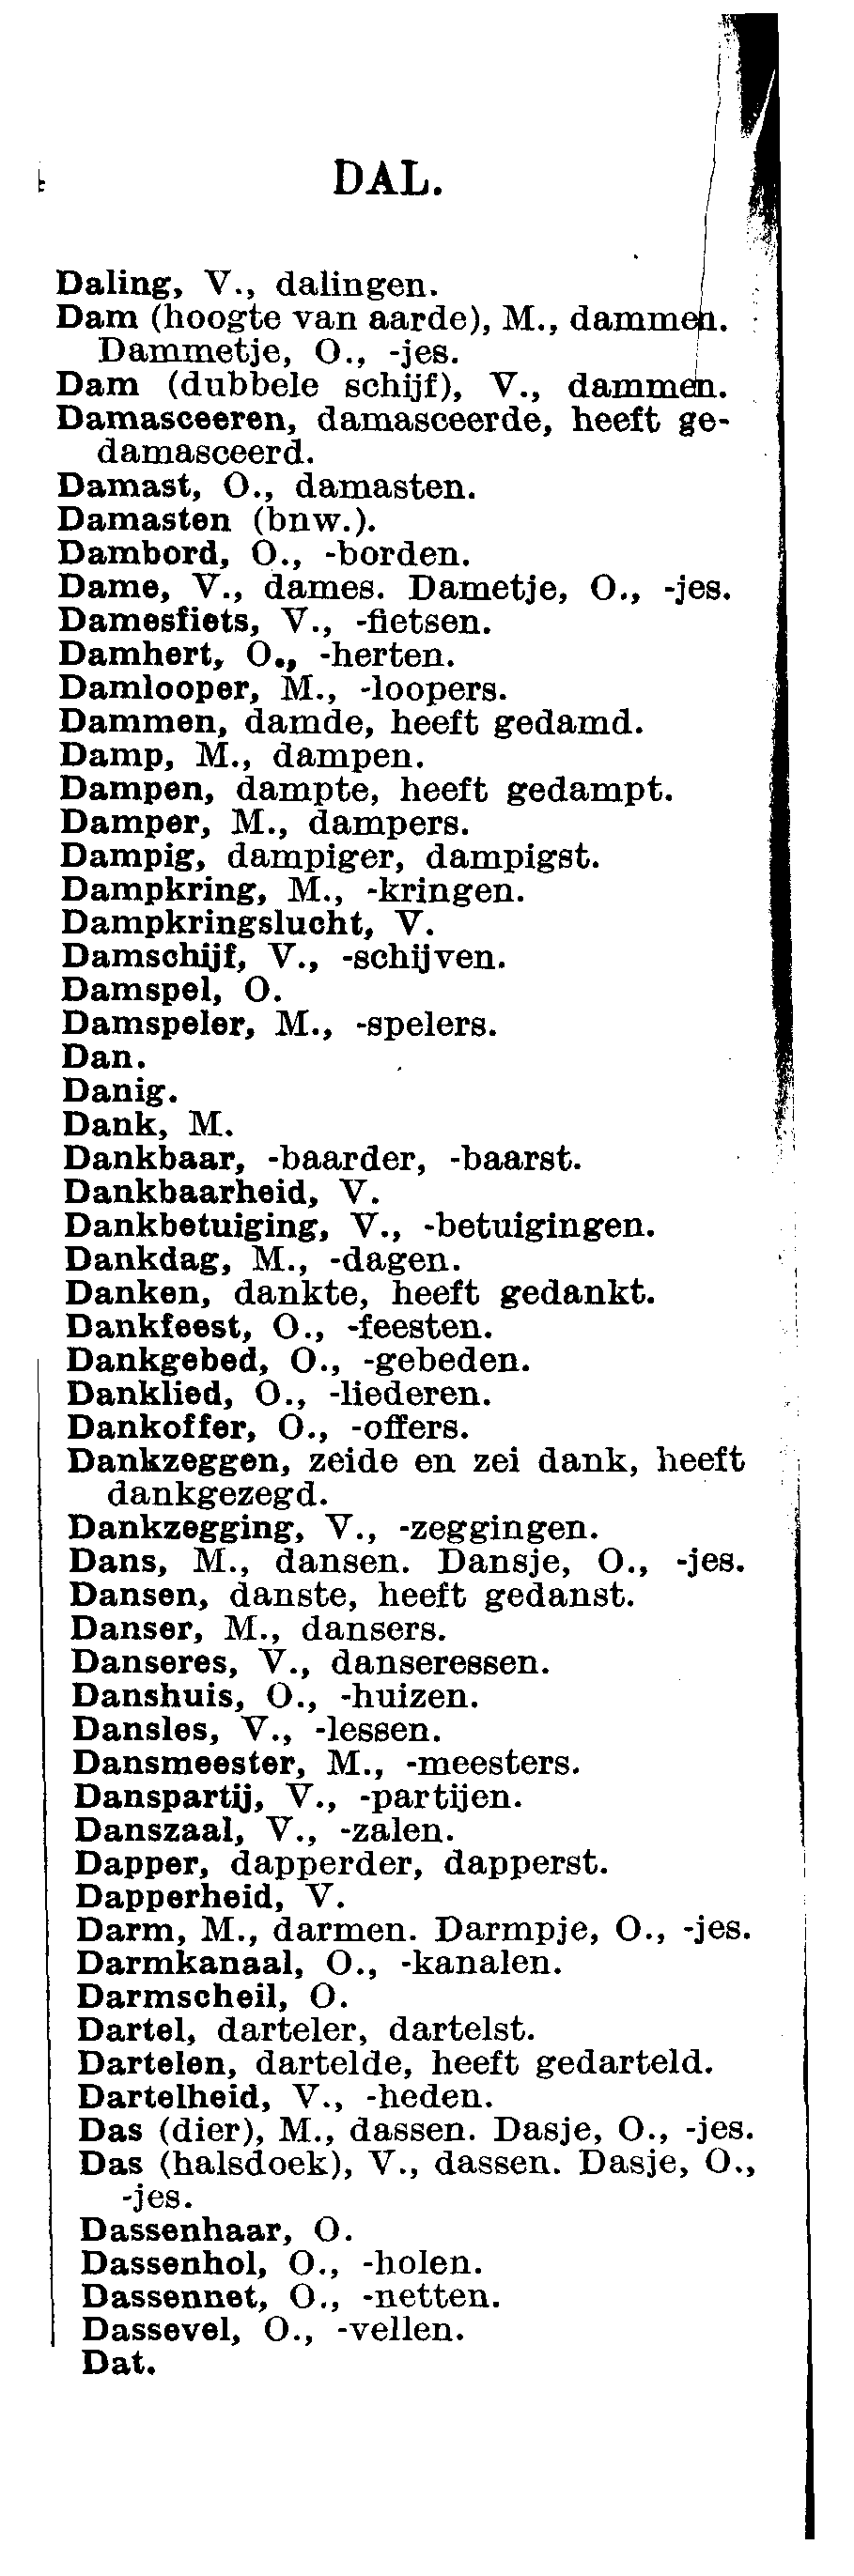 DAL.
Daling, V., dalingen.
Dam (hoogte van aarde), M., dammen.
Dammetje, O., -jes.
Dam (dubbele schijf), V., dammen.
Damasceeren, damasceerde, heeft ge-
damasceerd.
Damast, O., damasten.
Damasten (bnw.).
Dambord, O., -borden.
Dame, V., dames. Dametje, O., -jes.
Damesfiets, V., -fietsen.
Damhert, O., -herten.
Damlooper, M., -loopers.
Dammen, damde, heeft gedamd.
Damp, M., dampen.
Dampen, dampte, heeft gedampt.
Damper, M., dampers.
Dampig, dampiger, dampigst.
Dampkring, M., -kringen.
Dampkringslucht, V.
Damschijf, V., -schijven.
Damspel, O.
Damspeler, M., -spelers.
Dan.
Danig.
Dank, M.
Dankbaar, -baarder, -baarst.
Dankbaarheid, V.
Dankbetuiging, V., -betuigingen.
Dankdag, M., -dagen.
Danken, dankte, heeft gedankt.
Dankfeest, O., -feesten.
Dankgebed, O., -gebeden.
Danklied, O., -liederen.
Dankoffer, O., -offers.
Dankzeggen, zeide en zei dank, heeft
dankgezegd.
Dankzegging, V., -zeggingen.
Dans, M., dansen. Dansje, O., -jes.
Dansen, danste, heeft gedanst.
Danser, M., dansers.
Danseres, V., danseressen.
Danshuis, O., -huizen.
Dansles, V., -lessen.
Dansmeester, M., -meesters.
Danspartij, V., -partijen.
Danszaal, V., -zalen.
Dapper, dapperder, dapperst.
Dapperheid, V.
Darm, M., darmen. Darmpje, O., -jes.
Darmkanaal, O., -kanalen.
Darmscheil, O.
Dartel, darteler, dartelst.
Dartelen, dartelde, heeft gedarteld.
Dartelheid, V., -heden.
Das (dier), M., dassen. Dasje, O., -jes.
Das (halsdoek), V., dassen. Dasje, O.,
-jes.
Dassenhaar, O.
Dassenhol, O., -holen.
Dassennet, O., -netten.
Dassevel, O., -vellen.
Dat.